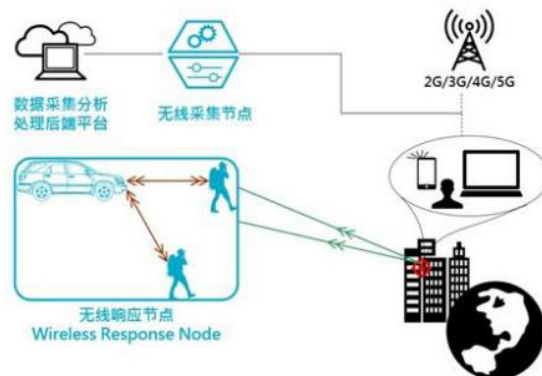 2G/3G/4G/5G
数据采集分析
处理后端平台
无线采集节点
无线响应节点
Wireless Response Node